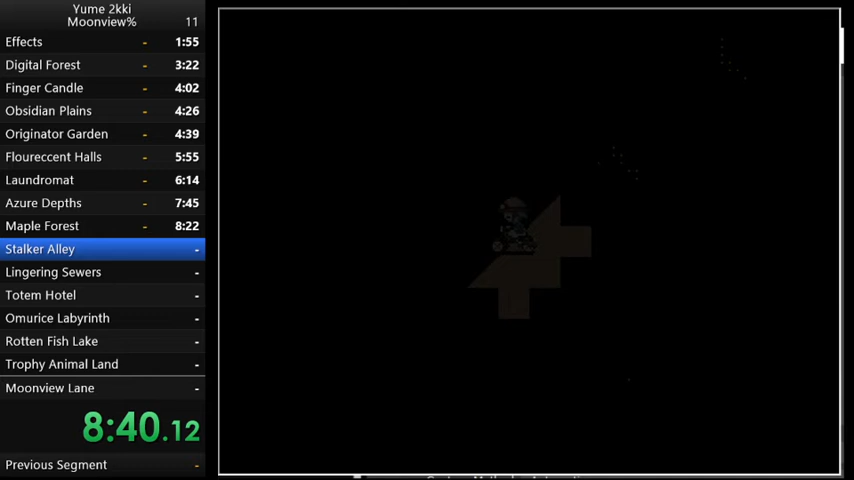 Yume 2kki
Moonview% 11
Effects - 1:55
Digital Forest - 3:22
Finger Candle - 4:02
Obsidian Plains - 4:26
Originator Garden - 4:39
Floureccent Halls - 5:55
Laundromat - 6:14
Azure Depths - 7:45
Maple Forest - 8:22
Stalker Alley -
Lingering Sewers -
Totem Hotel -
Omurice Labyrinth -
Rotten Fish Lake -
Trophy Animal Land -
Moonview Lane -
8:40.12
Previous Segment -